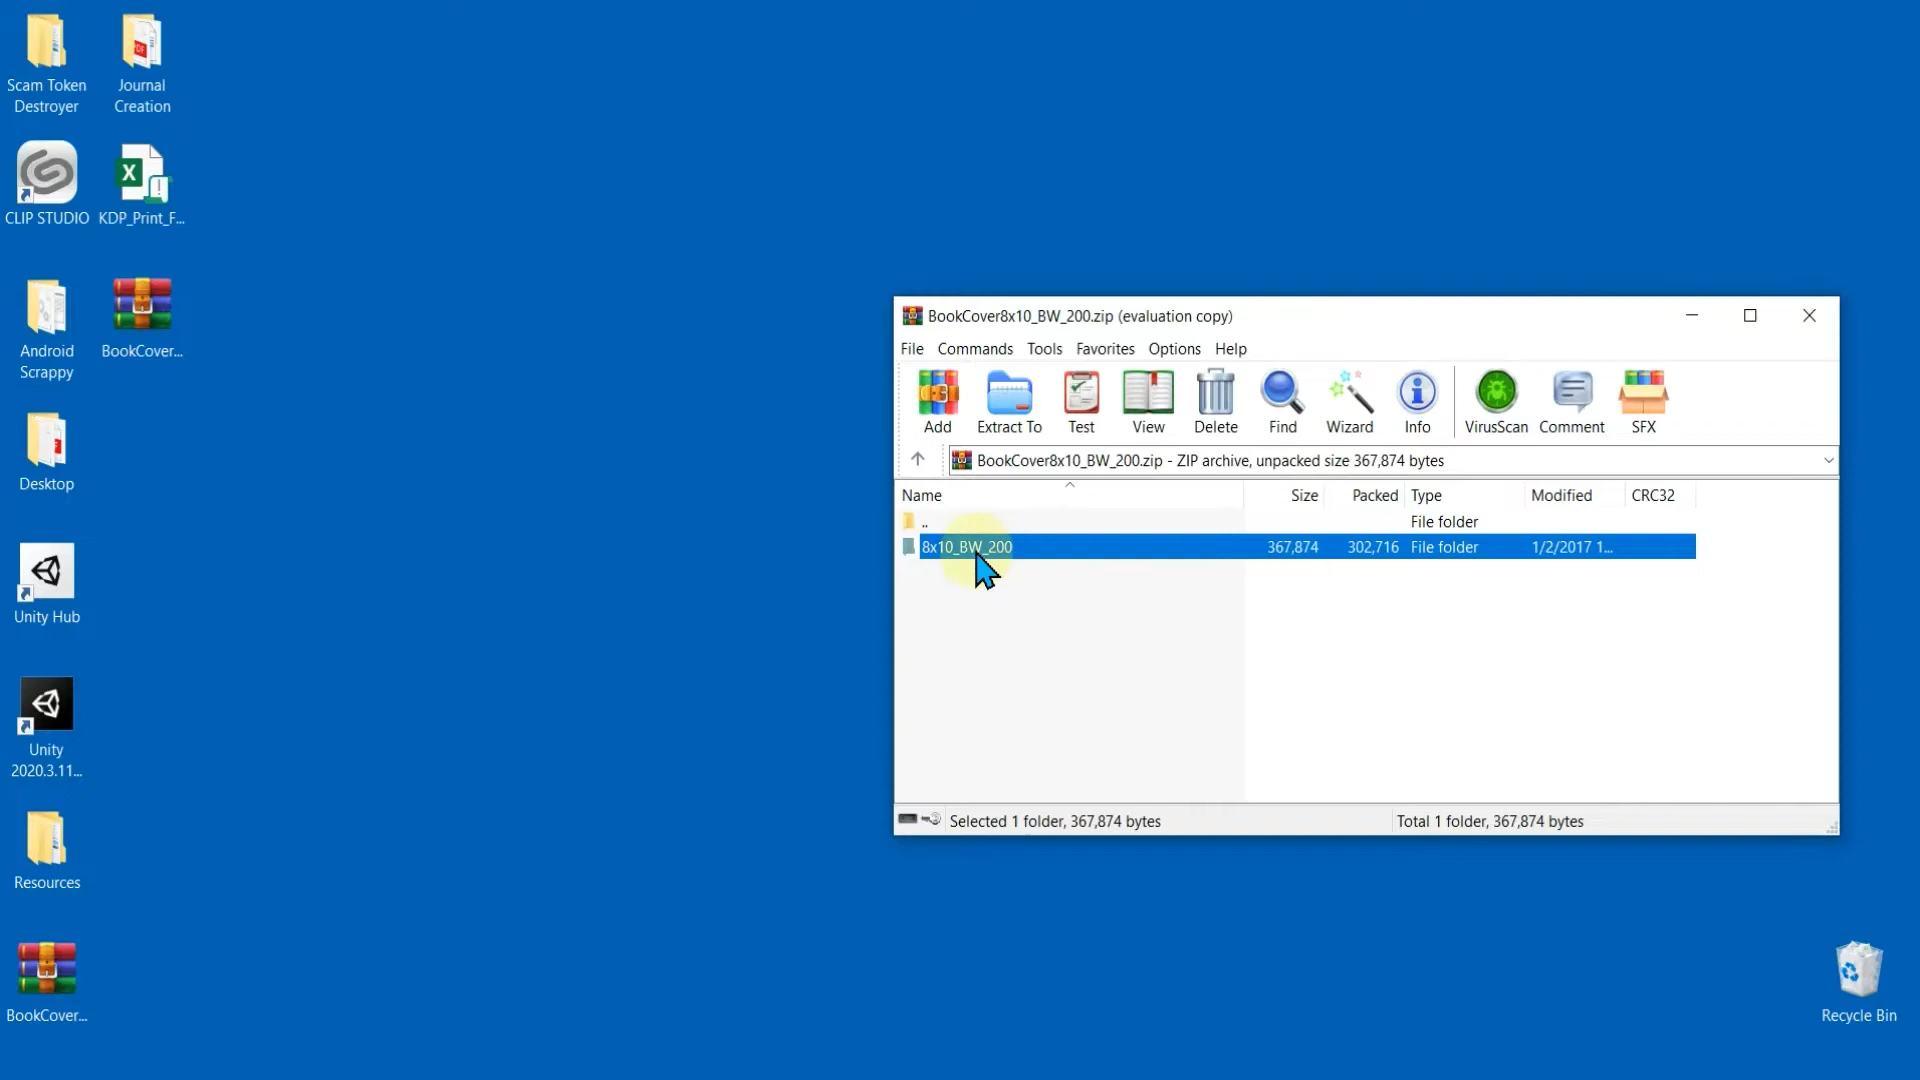 Scam Token
Destroyer
Journal
Creation
CLIP STUDIO
KDP_Print_F...
Android
Scrappy
BookCover...
Desktop
Unity Hub
Unity
2020.3.11...
Resources
BookCover...
BookCover8x10_BW_200.zip (evaluation copy)
File Commands Tools Favorites Options Help
Add Extract To Test View Delete Find Wizard Info VirusScan Comment SFX
BookCover8x10_BW_200.zip - ZIP archive, unpacked size 367,874 bytes
Name Size Packed Type Modified CRC32
.. File folder
8x10_BW_200 367,874 302,716 File folder 1/2/2017 1...
Selected 1 folder, 367,874 bytes Total 1 folder, 367,874 bytes
Recycle Bin